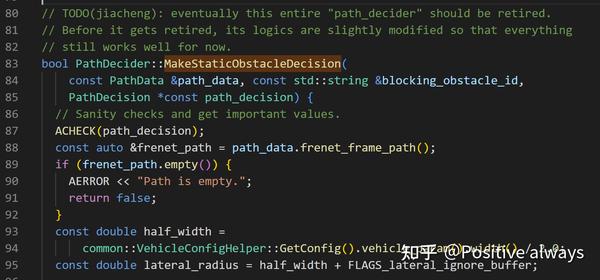 80 // TODO(jiacheng): eventually this entire "path_decider" should be retired.
81 // Before it gets retired, its logics are slightly modified so that everything
82 // still works well for now.
83 bool PathDecider::MakeStaticObstacleDecision(
84 const PathData &path_data, const std::string &blocking_obstacle_id,
85 PathDecision *const path_decision) {
86 // Sanity checks and get important values.
87 ACHECK(path_decision);
88 const auto &frenet_path = path_data.frenet_frame_path();
89 if (frenet_path.empty()) {
90 AERROR << "Path is empty.";
91 return false;
92 }
93 const double half_width =
94 common::VehicleConfigHelper::GetConfig().vehicle_param().width() / 2.0;
95 const double lateral_radius = half_width + FLAGS_lateral_ignore_buffer;
知乎 @Positive always